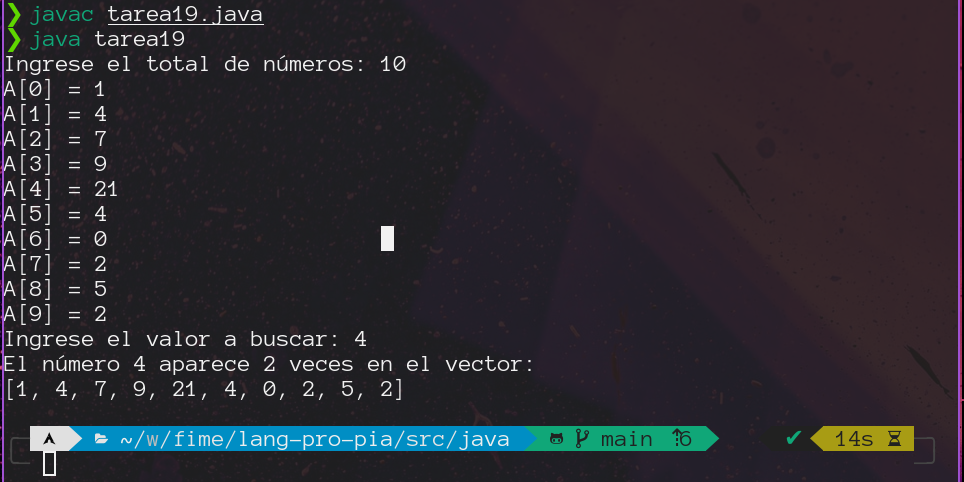 ❯ javac tarea19.java
❯ java tarea19
Ingrese el total de números: 10
A[0] = 1
A[1] = 4
A[2] = 7
A[3] = 9
A[4] = 21
A[5] = 4
A[6] = 0
A[7] = 2
A[8] = 5
A[9] = 2
Ingrese el valor a buscar: 4
El número 4 aparece 2 veces en el vector:
[1, 4, 7, 9, 21, 4, 0, 2, 5, 2]
~/w/fime/lang-pro-pia/src/java main ⇡6 ✔ 14s